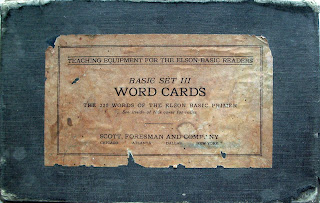 TEACHING EQUIPMENT FOR THE ELSON BASIC READERS
BASIC SET III
WORD CARDS
THE 227 WORDS OF THE ELSON BASIC PRIMER
SCOTT, FORESMAN AND COMPANY
CHICAGO ATLANTA DALLAS NEW YORK